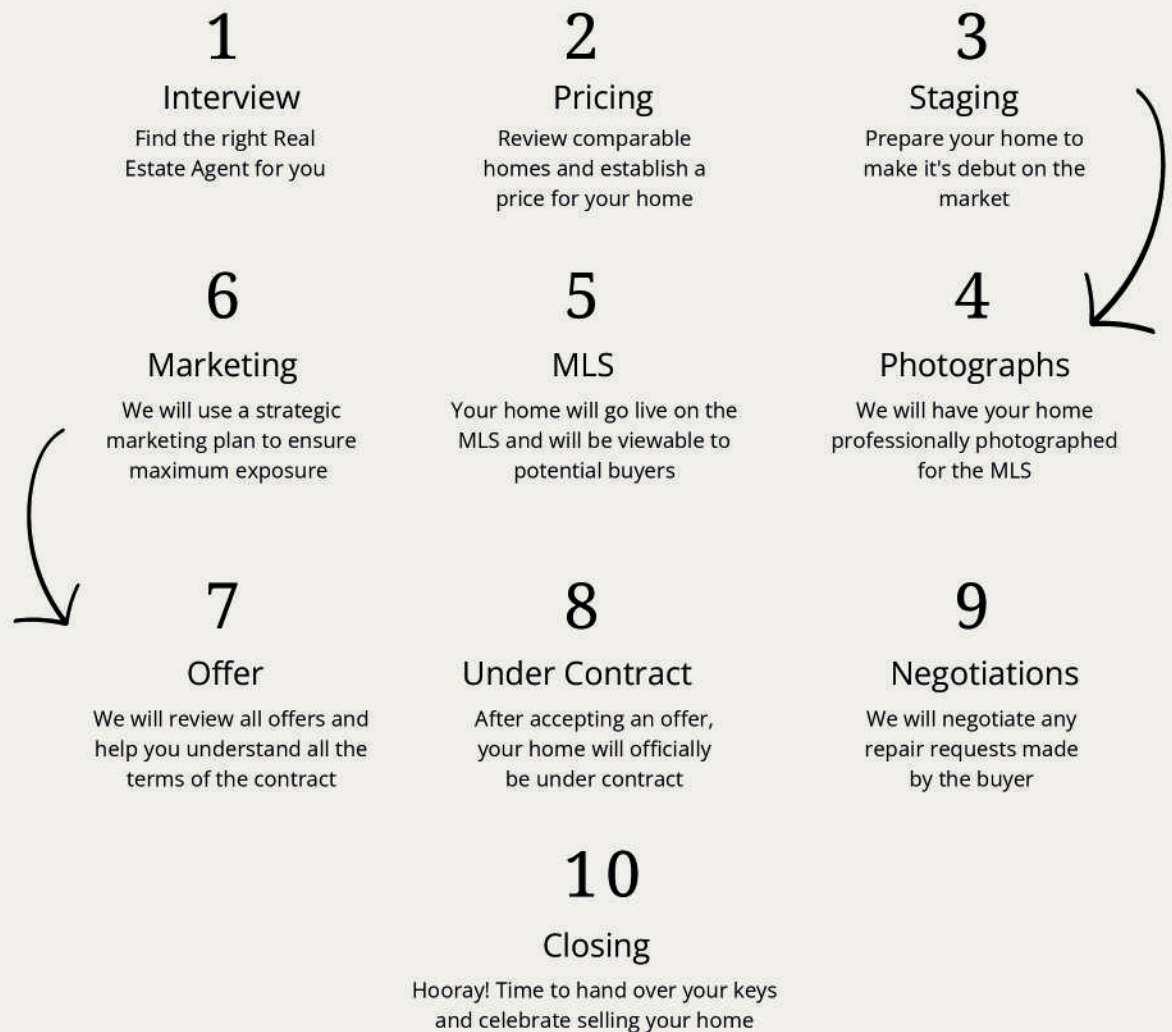 1
Interview
Find the right Real
Estate Agent for you
2
Pricing
Review comparable
homes and establish a
price for your home
3
Staging
Prepare your home to
make it's debut on the
market
4
Photographs
We will have your home
professionally photographed
for the MLS
5
MLS
Your home will go live on the
MLS and will be viewable to
potential buyers
6
Marketing
We will use a strategic
marketing plan to ensure
maximum exposure
7
Offer
We will review all offers and
help you understand all the
terms of the contract
8
Under Contract
After accepting an offer,
your home will officially
be under contract
9
Negotiations
We will negotiate any
repair requests made
by the buyer
10
Closing
Hooray! Time to hand over your keys
and celebrate selling your home